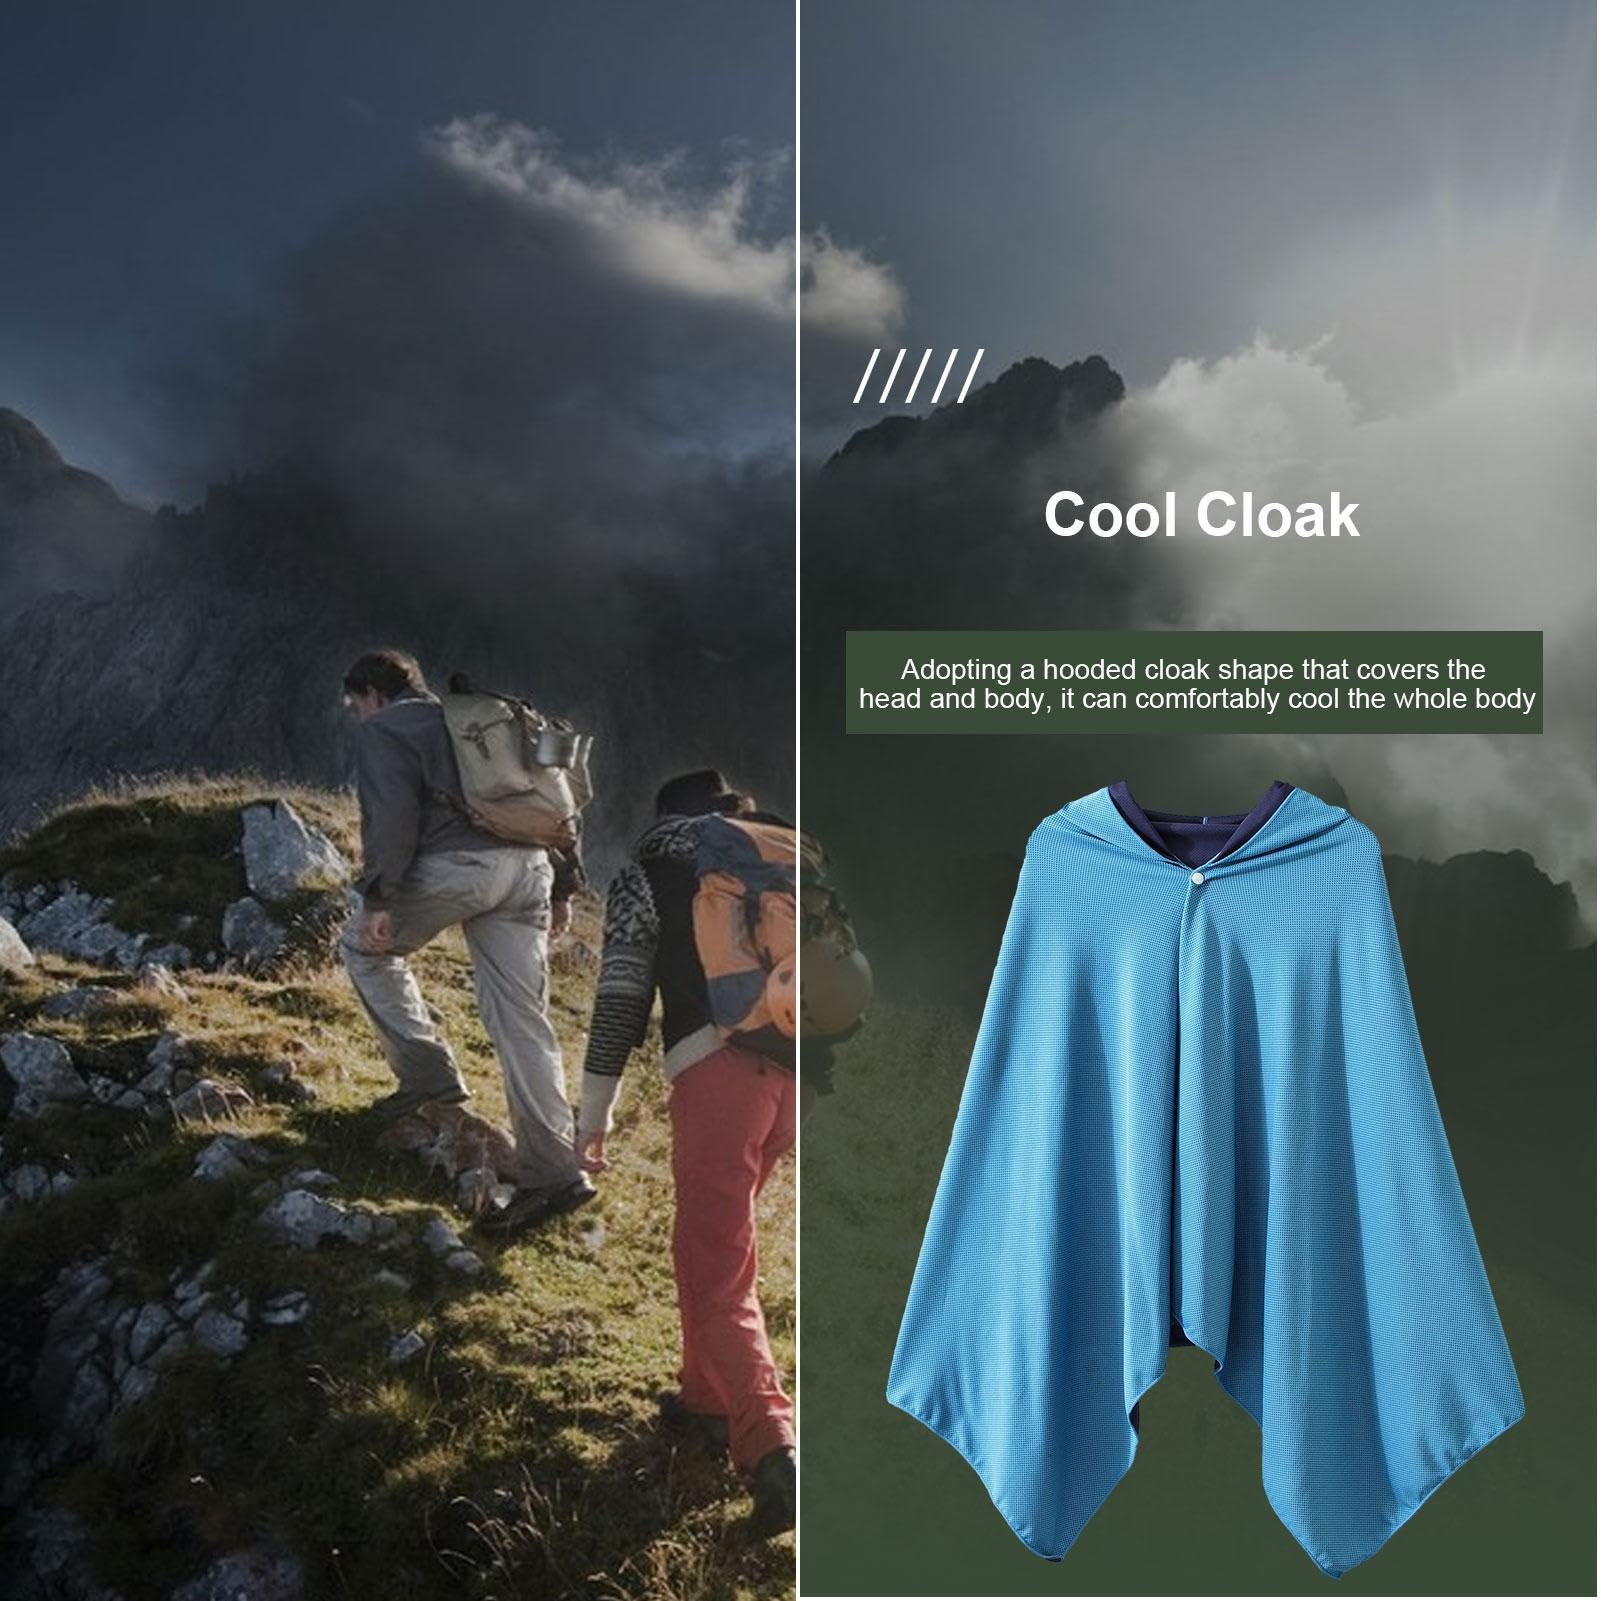 Cool Cloak
Adopting a hooded cloak shape that covers the
head and body, it can comfortably cool the whole body